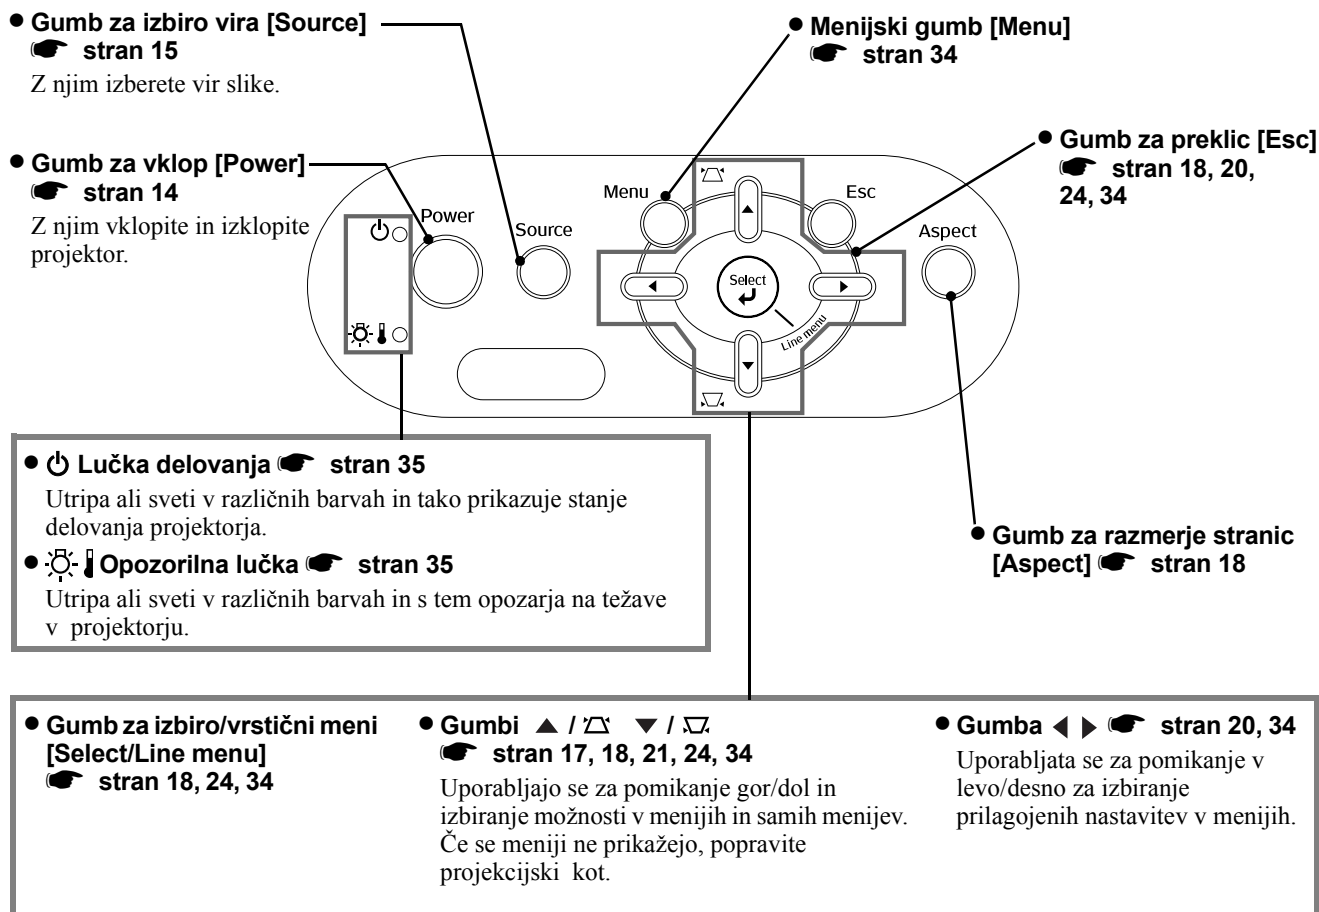 ● Gumb za izbiro vira [Source]
☛ stran 15
Z njim izberete vir slike.
● Menijski gumb [Menu]
☛ stran 34
● Gumb za vklop [Power]
☛ stran 14
Z njim vklopite in izklopite
projektor.
● Gumb za preklic [Esc]
☛ stran 18, 20,
24, 34
Power
Source
Menu
Esc
Aspect
Select
Line menu
● Lučka delovanja ☛ stran 35
Utripa ali sveti v različnih barvah in tako prikazuje stanje
delovanja projektorja.
● Opozorilna lučka ☛ stran 35
Utripa ali sveti v različnih barvah in s tem opozarja na težave
v projektorju.
● Gumb za razmerje stranic
[Aspect] ☛ stran 18
● Gumb za izbiro/vrstični meni
[Select/Line menu]
☛ stran 18, 24, 34
● Gumbi ▲ / ▼ /
☛ stran 17, 18, 21, 24, 34
Uporabljajo se za pomikanje gor/dol in
izbiranje možnosti v menijih in samih menijev.
Če se meniji ne prikažejo, popravite
projekcijski kot.
● Gumba ◀ ▶ ☛ stran 20, 34
Uporabljata se za pomikanje v
levo/desno za izbiranje
prilagojenih nastavitev v menijih.